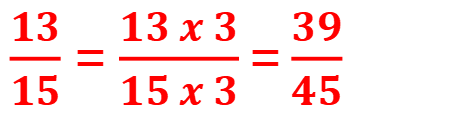 13/15 = 13 x 3/15 x 3 = 39/45